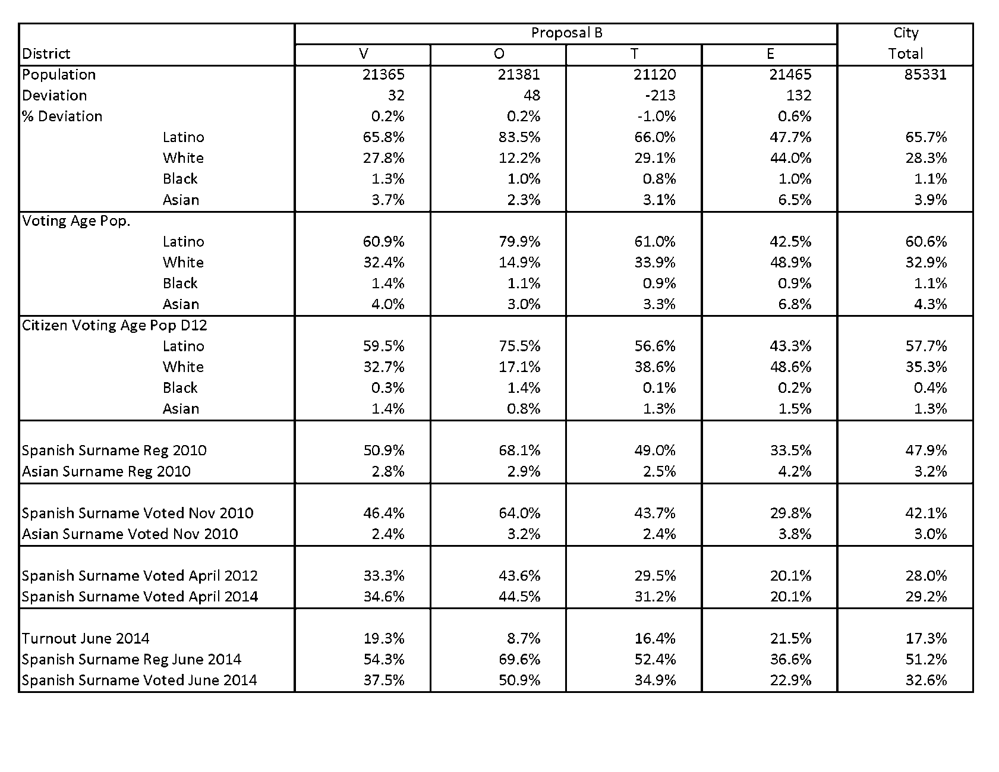 Proposal B City
District V O T E Total
Population 21365 21381 21120 21465 85331
Deviation 32 48 -213 132
% Deviation 0.2% 0.2% -1.0% 0.6%
Latino 65.8% 83.5% 66.0% 47.7% 65.7%
White 27.8% 12.2% 29.1% 44.0% 28.3%
Black 1.3% 1.0% 0.8% 1.0% 1.1%
Asian 3.7% 2.3% 3.1% 6.5% 3.9%
Voting Age Pop.
Latino 60.9% 79.9% 61.0% 42.5% 60.6%
White 32.4% 14.9% 33.9% 48.9% 32.9%
Black 1.4% 1.1% 0.9% 0.9% 1.1%
Asian 4.0% 3.0% 3.3% 6.8% 4.3%
Citizen Voting Age Pop D12
Latino 59.5% 75.5% 56.6% 43.3% 57.7%
White 32.7% 17.1% 38.6% 48.6% 35.3%
Black 0.3% 1.4% 0.1% 0.2% 0.4%
Asian 1.4% 0.8% 1.3% 1.5% 1.3%
Spanish Surname Reg 2010 50.9% 68.1% 49.0% 33.5% 47.9%
Asian Surname Reg 2010 2.8% 2.9% 2.5% 4.2% 3.2%
Spanish Surname Voted Nov 2010 46.4% 64.0% 43.7% 29.8% 42.1%
Asian Surname Voted Nov 2010 2.4% 3.2% 2.4% 3.8% 3.0%
Spanish Surname Voted April 2012 33.3% 43.6% 29.5% 20.1% 28.0%
Spanish Surname Voted April 2014 34.6% 44.5% 31.2% 20.1% 29.2%
Turnout June 2014 19.3% 8.7% 16.4% 21.5% 17.3%
Spanish Surname Reg June 2014 54.3% 69.6% 52.4% 36.6% 51.2%
Spanish Surname Voted June 2014 37.5% 50.9% 34.9% 22.9% 32.6%